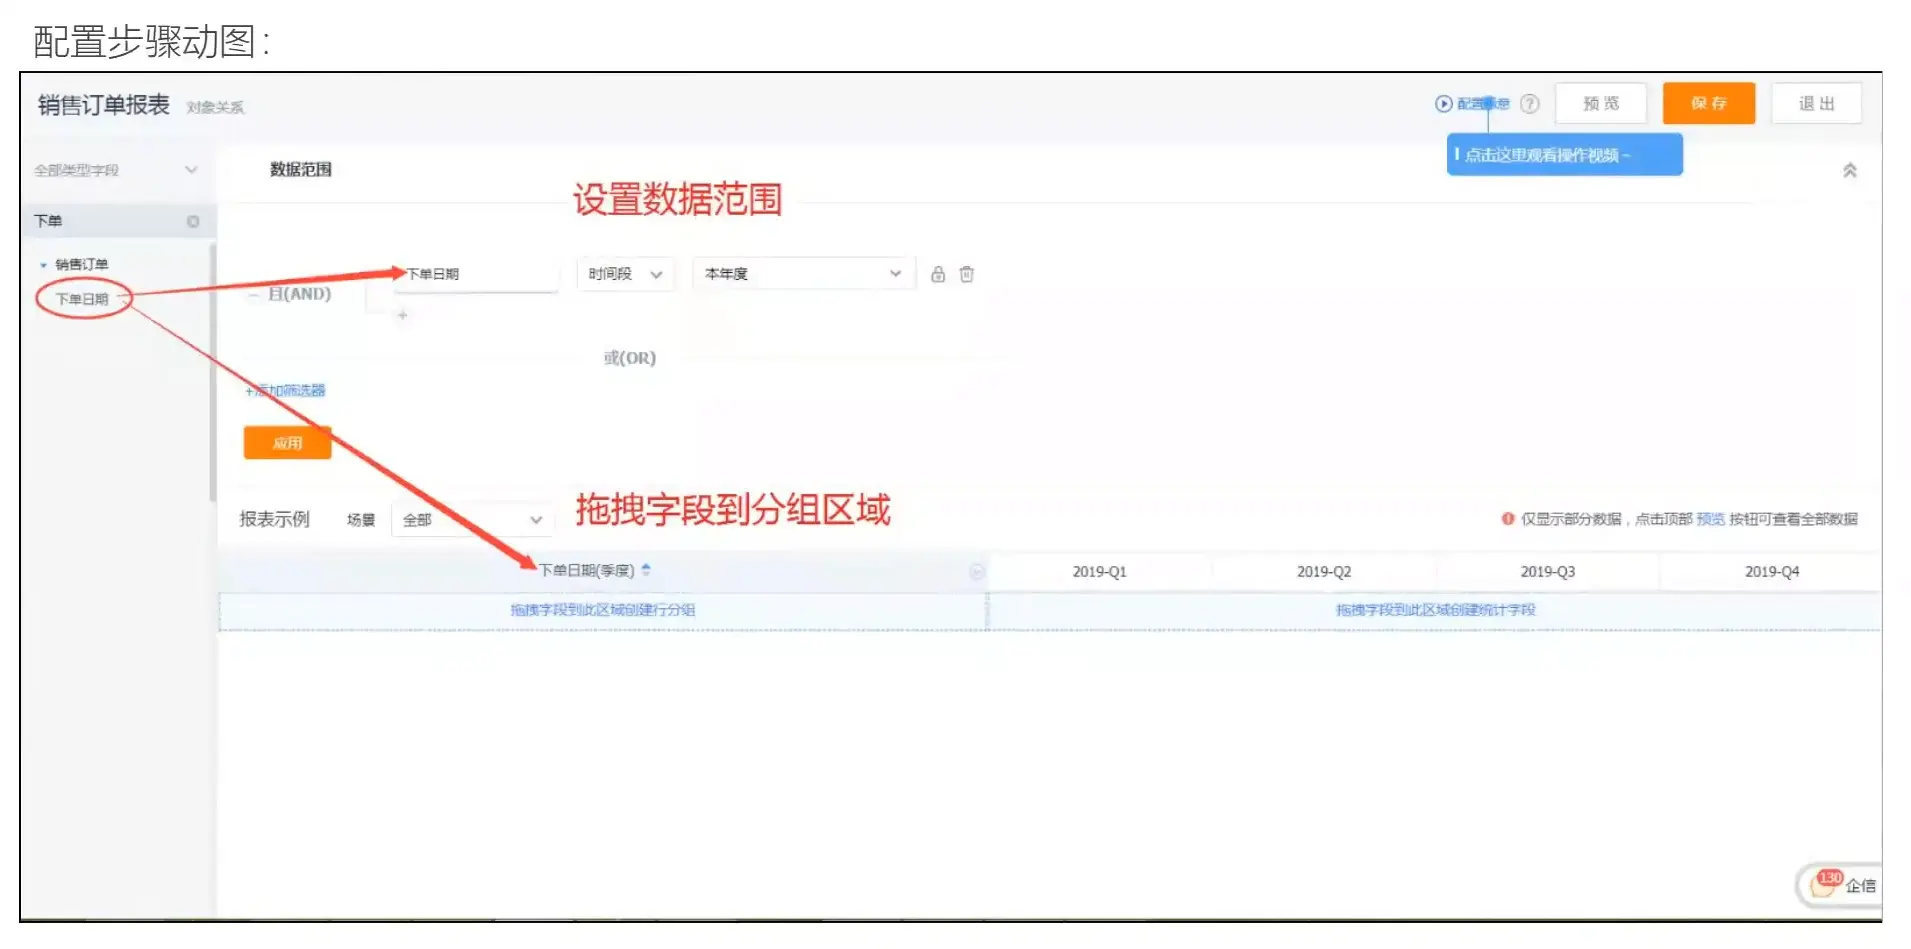 配置步骤动图：
销售订单报表 对象关系
配置 意 ? 预览 保存 退出
点击这里观看操作视频~
全部类型字段
数据范围
设置数据范围
下单
销售订单
下单日期
下单日期 时间段 本年度
且(AND)
+
或(OR)
+添加筛选器
应用
报表示例 场景 全部
拖拽字段到分组区域
仅显示部分数据，点击顶部 预览 按钮可查看全部数据
下单日期(季度) 2019-Q1 2019-Q2 2019-Q3 2019-Q4
拖拽字段到此区域创建行分组 拖拽字段到此区域创建统计字段
130 企信